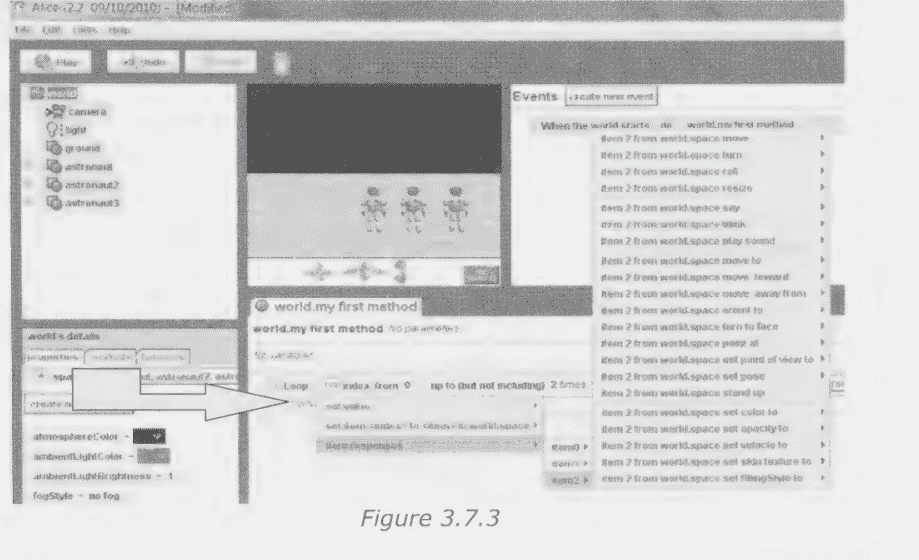 Alice (2.2 09/10/2010) - [Modified]
File Edit Tools Help
Play
Undo
world
camera
light
ground
astronaut
astronaut2
astronaut3
Events create new event
When the world starts do world.my first method
item 2 from world.space move
item 2 from world.space turn
item 2 from world.space roll
item 2 from world.space resize
item 2 from world.space say
item 2 from world.space think
item 2 from world.space play sound
item 2 from world.space move to
item 2 from world.space move toward
item 2 from world.space move away from
item 2 from world.space orient to
item 2 from world.space turn to face
item 2 from world.space point at
item 2 from world.space set point of view to
item 2 from world.space set pose
item 2 from world.space stand up
item 2 from world.space set color to
item 2 from world.space set opacity to
item 2 from world.space set vehicle to
item 2 from world.space set skin texture to
item 2 from world.space set fillingStyle to
world.my first method
world.my first method No parameters
No variables
Loop index from 0 up to (but not including) 2 times
set value
item responses
item0
item1
item2
world's details
properties methods functions
atmosphereColor =
ambientLightColor =
ambientLightBrightness = 1
fogStyle = no fog
Figure 3.7.3